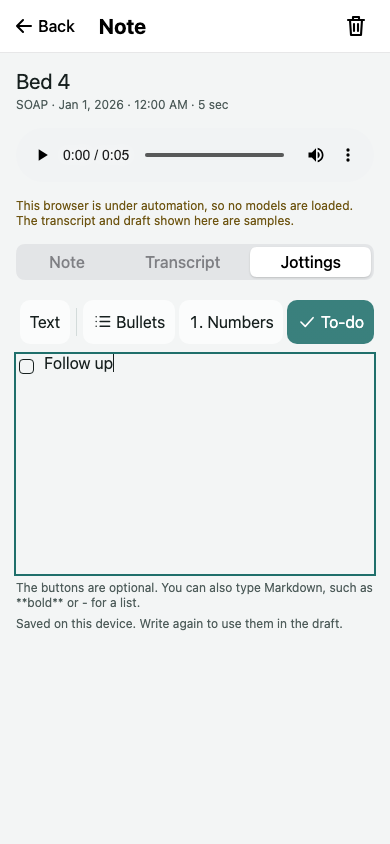 Back Note
Bed 4
SOAP · Jan 1, 2026 · 12:00 AM · 5 sec
0:00 / 0:05
This browser is under automation, so no models are loaded.
The transcript and draft shown here are samples.
Note Transcript Jottings
Text Bullets 1. Numbers To-do
Follow up
The buttons are optional. You can also type Markdown, such as
**bold** or - for a list.
Saved on this device. Write again to use them in the draft.